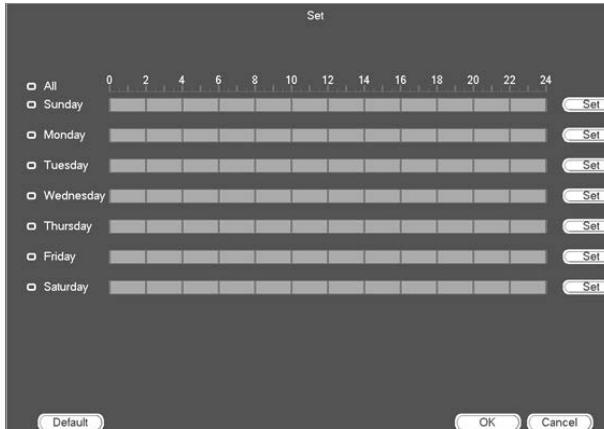 Set
0 2 4 6 8 10 12 14 16 18 20 22 24
All
Sunday Set
Monday Set
Tuesday Set
Wednesday Set
Thursday Set
Friday Set
Saturday Set
Default OK Cancel